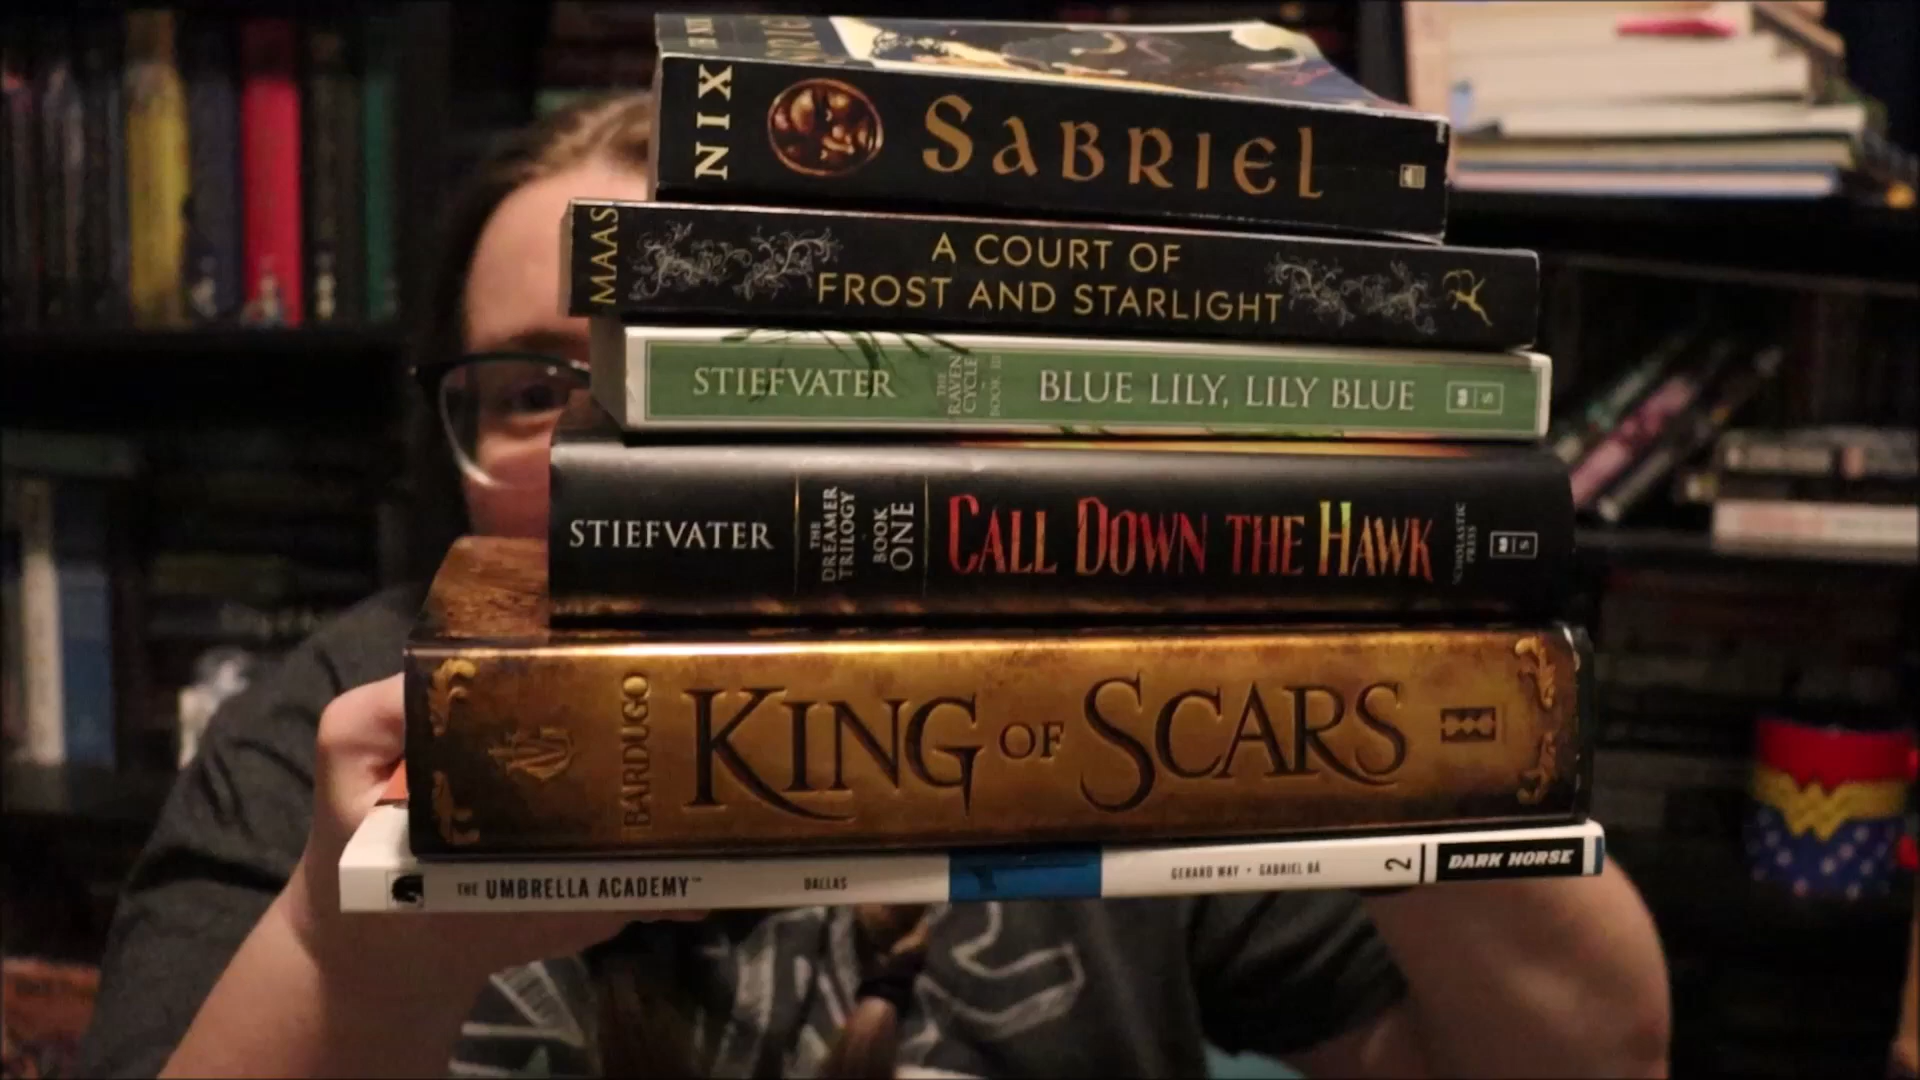 NIX
SABRIEL
MAAS
A COURT OF
FROST AND STARLIGHT
STIEFVATER
THE
RAVEN
CYCLE
BOOK III
BLUE LILY, LILY BLUE
STIEFVATER
THE
DREAMER
TRILOGY
BOOK
ONE
CALL DOWN THE HAWK
SCHOLASTIC
PRESS
BARDUGO
KING OF SCARS
THE UMBRELLA ACADEMY™
DALLAS
GERARD WAY • GABRIEL BÁ
2
DARK HORSE